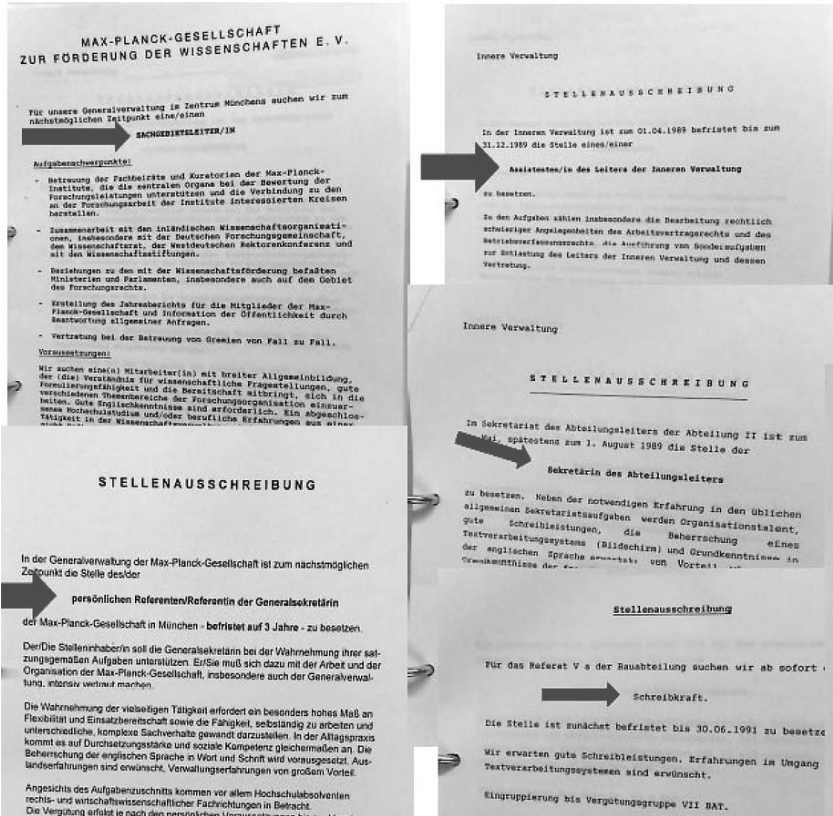 MAX-PLANCK-GESELLSCHAFT
ZUR FÖRDERUNG DER WISSENSCHAFTEN E. V.
Für unsere Generalverwaltung im Zentrum Münchens suchen wir zum
nächstmöglichen Zeitpunkt eine/einen
SACHGEBIETSLEITER/IN
Aufgabenschwerpunkte:
- Betreuung der Fachbeiräte und Kuratorien der Max-Planck-
Institute, die die zentralen Organe bei der Bewertung der
Forschungsleistungen unterstützen und die Verbindung zu den
an der Forschungsarbeit der Institute interessierten Kreisen
herstellen.
- Zusammenarbeit mit den inländischen Wissenschaftsorganisati-
onen, insbesondere mit der Deutschen Forschungsgemeinschaft,
dem Wissenschaftsrat, der Westdeutschen Rektorenkonferenz und
mit den Wissenschaftsstiftungen.
- Beziehungen zu den mit der Wissenschaftsförderung befaßten
Ministerien und Parlamenten, insbesondere auch auf dem Gebiet
des Forschungsrechts.
- Erstellung des Jahresberichts für die Mitglieder der Max-
Planck-Gesellschaft und Information der Öffentlichkeit durch
Beantwortung allgemeiner Anfragen.
- Vertretung bei der Betreuung von Gremien von Fall zu Fall.
Voraussetzungen:
Wir suchen eine(n) Mitarbeiter(in) mit breiter Allgemeinbildung,
der (die) Verständnis für wissenschaftliche Fragestellungen, gute
Formulierungsfähigkeit und die Bereitschaft mitbringt, sich in die
verschiedenen Themenbereiche der Forschungsorganisation einzuar-
beiten. Gute Englischkenntnisse sind erforderlich. Ein abgeschlos-
senes Hochschulstudium und/oder berufliche Erfahrungen aus einer
Tätigkeit in der
Innere Verwaltung
STELLENAUSSCHREIBUNG
In der Inneren Verwaltung ist zum 01.04.1989 befristet bis zum
31.12.1989 die Stelle eines/einer
Assistenten/in des Leiters der Inneren Verwaltung
zu besetzen.
Zu den Aufgaben zählen insbesondere die Bearbeitung rechtlich
schwieriger Angelegenheiten des Arbeitsvertragsrechts und des
Betriebsverfassungsrechts, die Ausführung von Sonderaufgaben
zur Entlastung des Leiters der Inneren Verwaltung und dessen
Vertretung.
Innere Verwaltung
STELLENAUSSCHREIBUNG
Im Sekretariat des Abteilungsleiters der Abteilung II ist zum
Mai, spätestens zum 1. August 1989 die Stelle der
Sekretärin des Abteilungsleiters
zu besetzen. Neben der notwendigen Erfahrung in den üblichen
allgemeinen Sekretariatsaufgaben werden Organisationstalent,
gute Schreibleistungen, die Beherrschung eines
Textverarbeitungssystems (Bildschirm) und Grundkenntnisse in
der englischen Sprache erwartet; von Vorteil
STELLENAUSSCHREIBUNG
In der Generalverwaltung der Max-Planck-Gesellschaft ist zum nächstmöglichen
Zeitpunkt die Stelle des/der
persönlichen Referenten/Referentin der Generalsekretärin
der Max-Planck-Gesellschaft in München - befristet auf 3 Jahre - zu besetzen.
Der/Die Stelleninhaber/in soll die Generalsekretärin bei der Wahrnehmung ihrer sat-
zungsgemäßen Aufgaben unterstützen. Er/Sie muß sich dazu mit der Arbeit und der
Organisation der Max-Planck-Gesellschaft, insbesondere auch der Generalverwal-
tung, intensiv vertraut machen.
Die Wahrnehmung der vielseitigen Tätigkeit erfordert ein besonders hohes Maß an
Flexibilität und Einsatzbereitschaft sowie die Fähigkeit, selbständig zu arbeiten und
unterschiedliche, komplexe Sachverhalte gewandt darzustellen. In der Alltagspraxis
kommt es auf Durchsetzungsstärke und soziale Kompetenz gleichermaßen an. Die
Beherrschung der englischen Sprache in Wort und Schrift wird vorausgesetzt. Aus-
landserfahrungen sind erwünscht, Verwaltungserfahrungen von großem Vorteil.
Angesichts des Aufgabenzuschnitts kommen vor allem Hochschulabsolventen
rechts- und wirtschaftswissenschaftlicher Fachrichtungen in Betracht.
Die Vergütung erfolgt je nach den persönlichen
Stellenausschreibung
Für das Referat V a der Bauabteilung suchen wir ab sofort
Schreibkraft.
Die Stelle ist zunächst befristet bis 30.06.1991 zu besetze
Wir erwarten gute Schreibleistungen. Erfahrungen im Umgang
Textverarbeitungssystemen sind erwünscht.
Eingruppierung bis Vergütungsgruppe VII BAT.